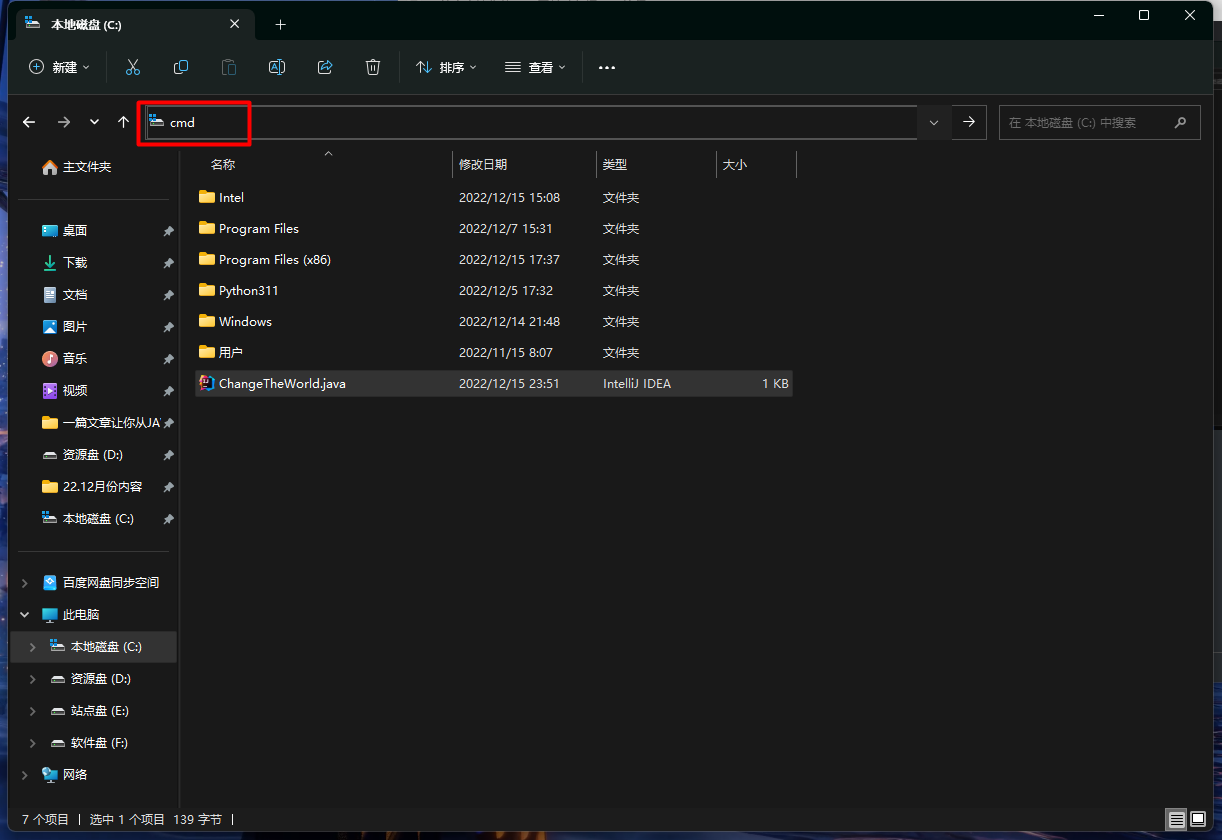 本地磁盘 (C:)
新建 排序 查看
cmd
在 本地磁盘 (C:) 中搜索
名称 修改日期 类型 大小
Intel 2022/12/15 15:08 文件夹
Program Files 2022/12/7 15:31 文件夹
Program Files (x86) 2022/12/15 17:37 文件夹
Python311 2022/12/5 17:32 文件夹
Windows 2022/12/14 21:48 文件夹
用户 2022/11/15 8:07 文件夹
ChangeTheWorld.java 2022/12/15 23:51 IntelliJ IDEA 1 KB
主文件夹
桌面
下载
文档
图片
音乐
视频
一篇文章让你从JA
资源盘 (D:)
22.12月份内容
本地磁盘 (C:)
百度网盘同步空间
此电脑
本地磁盘 (C:)
资源盘 (D:)
站点盘 (E:)
软件盘 (F:)
网络
7 个项目 选中 1 个项目 139 字节